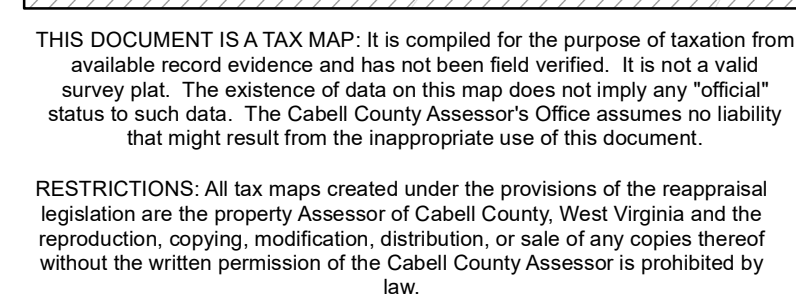 THIS DOCUMENT IS A TAX MAP: It is compiled for the purpose of taxation from
available record evidence and has not been field verified.  It is not a valid
survey plat.  The existence of data on this map does not imply any "official"
status to such data.  The Cabell County Assessor's Office assumes no liability
that might result from the inappropriate use of this document.
RESTRICTIONS: All tax maps created under the provisions of the reappraisal
legislation are the property Assessor of Cabell County, West Virginia and the
reproduction, copying, modification, distribution, or sale of any copies thereof
without the written permission of the Cabell County Assessor is prohibited by
law.